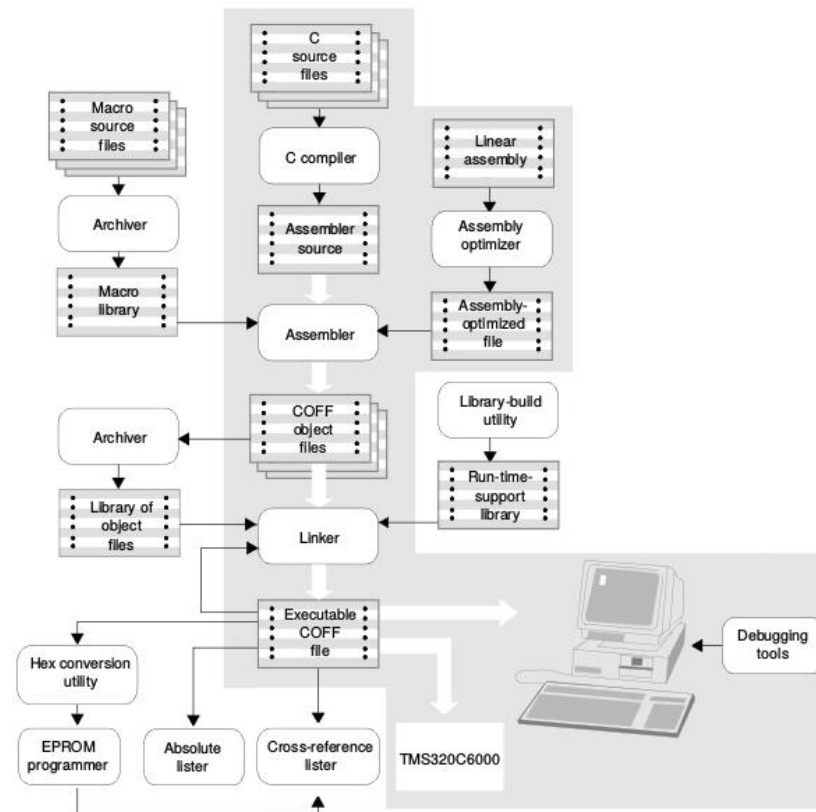 C
source
files
Macro
source
files
C compiler
Linear
assembly
Archiver
Assembler
source
Assembly
optimizer
Macro
library
Assembler
Assembly-
optimized
file
Archiver
COFF
object
files
Library-build
utility
Library of
object
files
Linker
Run-time-
support
library
Executable
COFF
file
Debugging
tools
Hex conversion
utility
EPROM
programmer
Absolute
lister
Cross-reference
lister
TMS320C6000